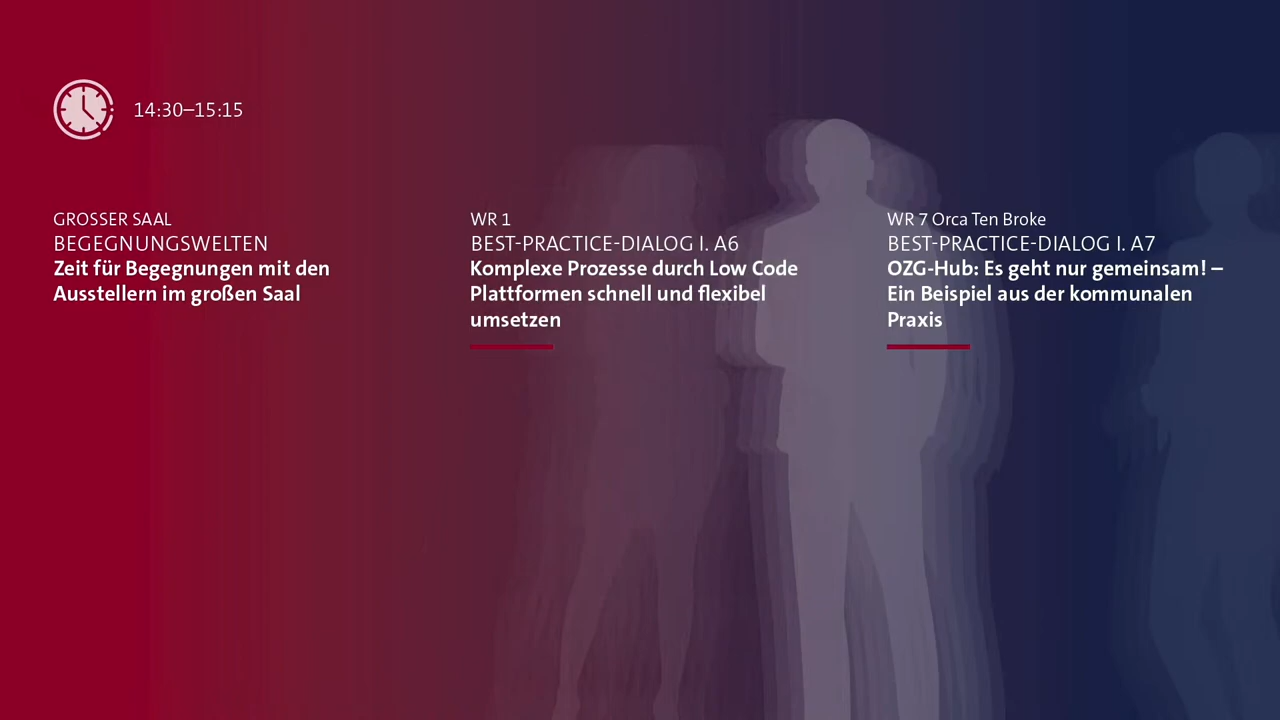 14:30–15:15
GROSSER SAAL
BEGEGNUNGSWELTEN
Zeit für Begegnungen mit den
Ausstellern im großen Saal
WR 1
BEST-PRACTICE-DIALOG I. A6
Komplexe Prozesse durch Low Code
Plattformen schnell und flexibel
umsetzen
WR 7 Orca Ten Broke
BEST-PRACTICE-DIALOG I. A7
OZG-Hub: Es geht nur gemeinsam! –
Ein Beispiel aus der kommunalen
Praxis